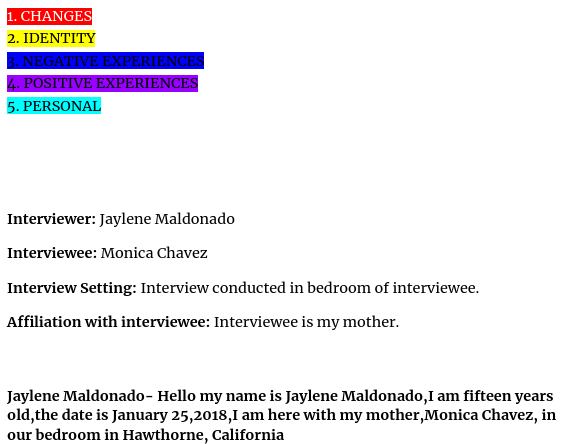 1. CHANGES
2. IDENTITY
3. NEGATIVE EXPERIENCES
4. POSITIVE EXPERIENCES
5. PERSONAL
Interviewer: Jaylene Maldonado
Interviewee: Monica Chavez
Interview Setting: Interview conducted in bedroom of interviewee.
Affiliation with interviewee: Interviewee is my mother.
Jaylene Maldonado- Hello my name is Jaylene Maldonado,I am fifteen years
old,the date is January 25,2018,I am here with my mother,Monica Chavez, in
our bedroom in Hawthorne, California